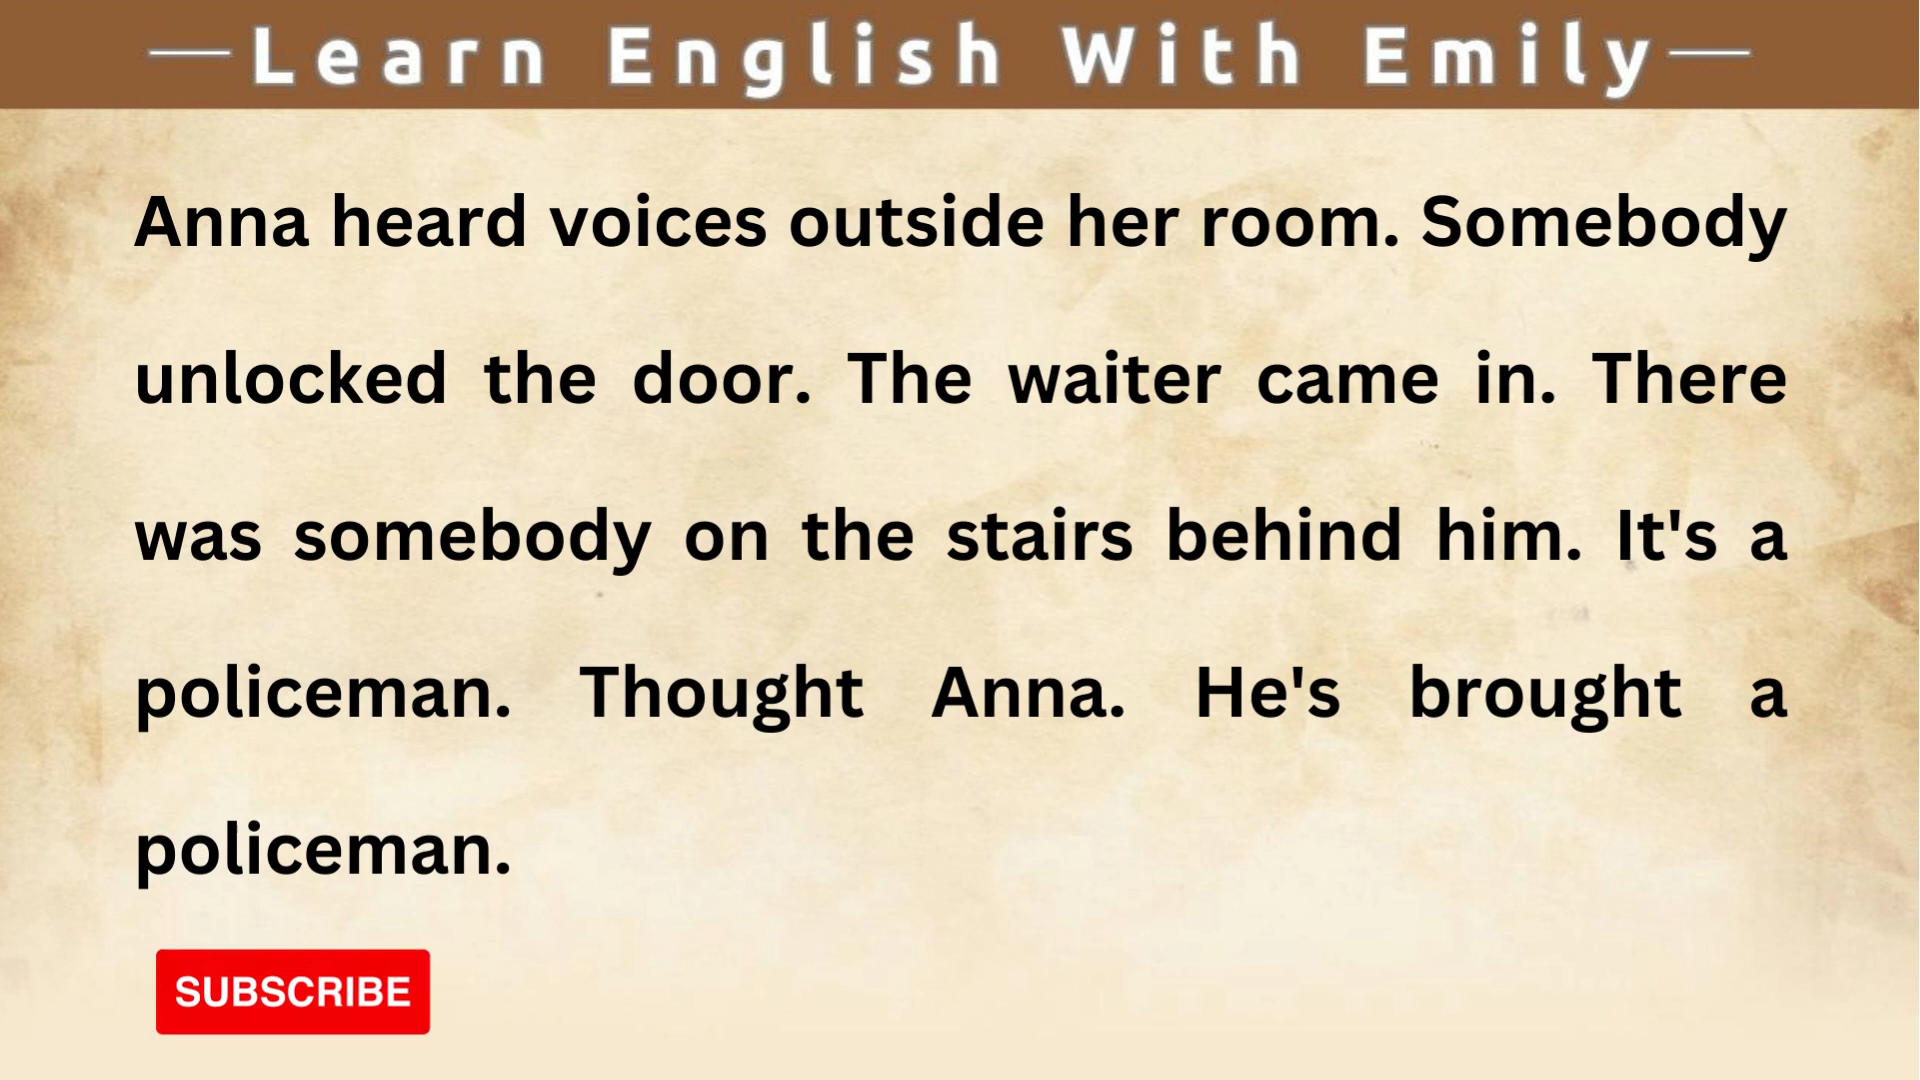 Learn English With Emily
Anna heard voices outside her room. Somebody
unlocked the door. The waiter came in. There
was somebody on the stairs behind him. It's a
policeman. Thought Anna. He's brought a
policeman.
SUBSCRIBE